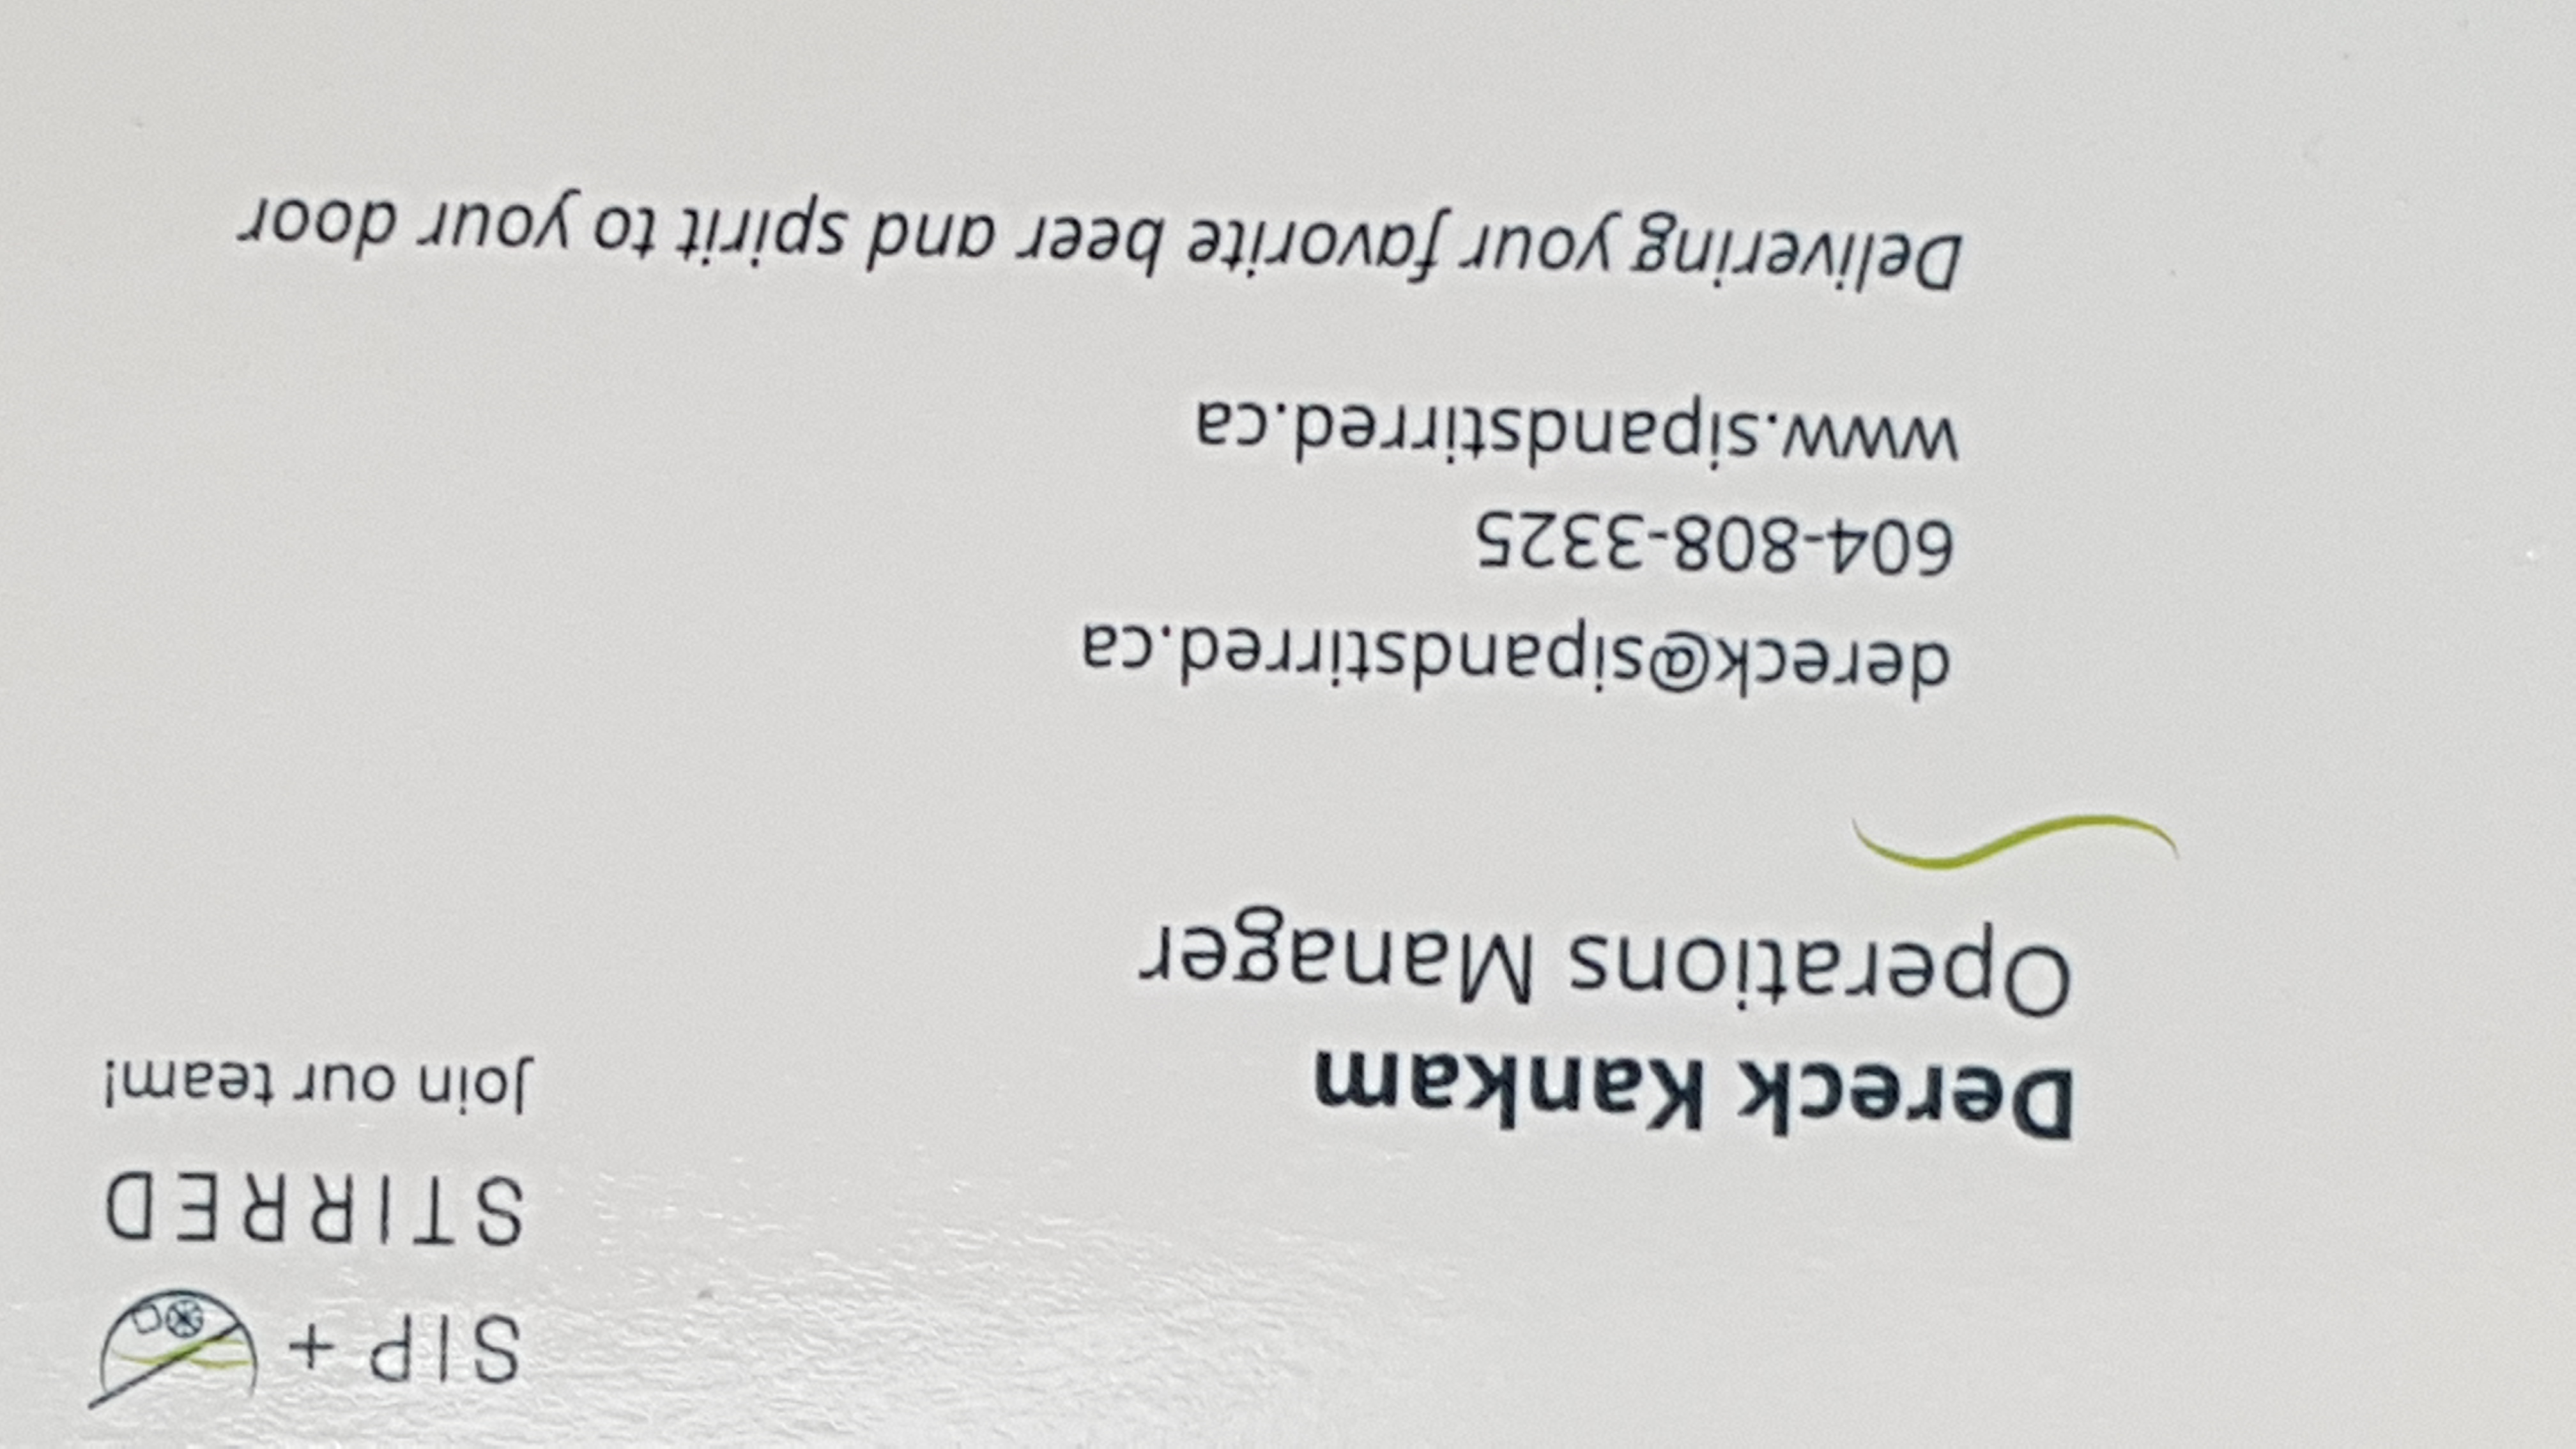 SIP +
STIRRED
Join our team!
Dereck Kankam
Operations Manager
dereck@sipandstirred.ca
604-808-3325
www.sipandstirred.ca
Delivering your favorite beer and spirit to your door